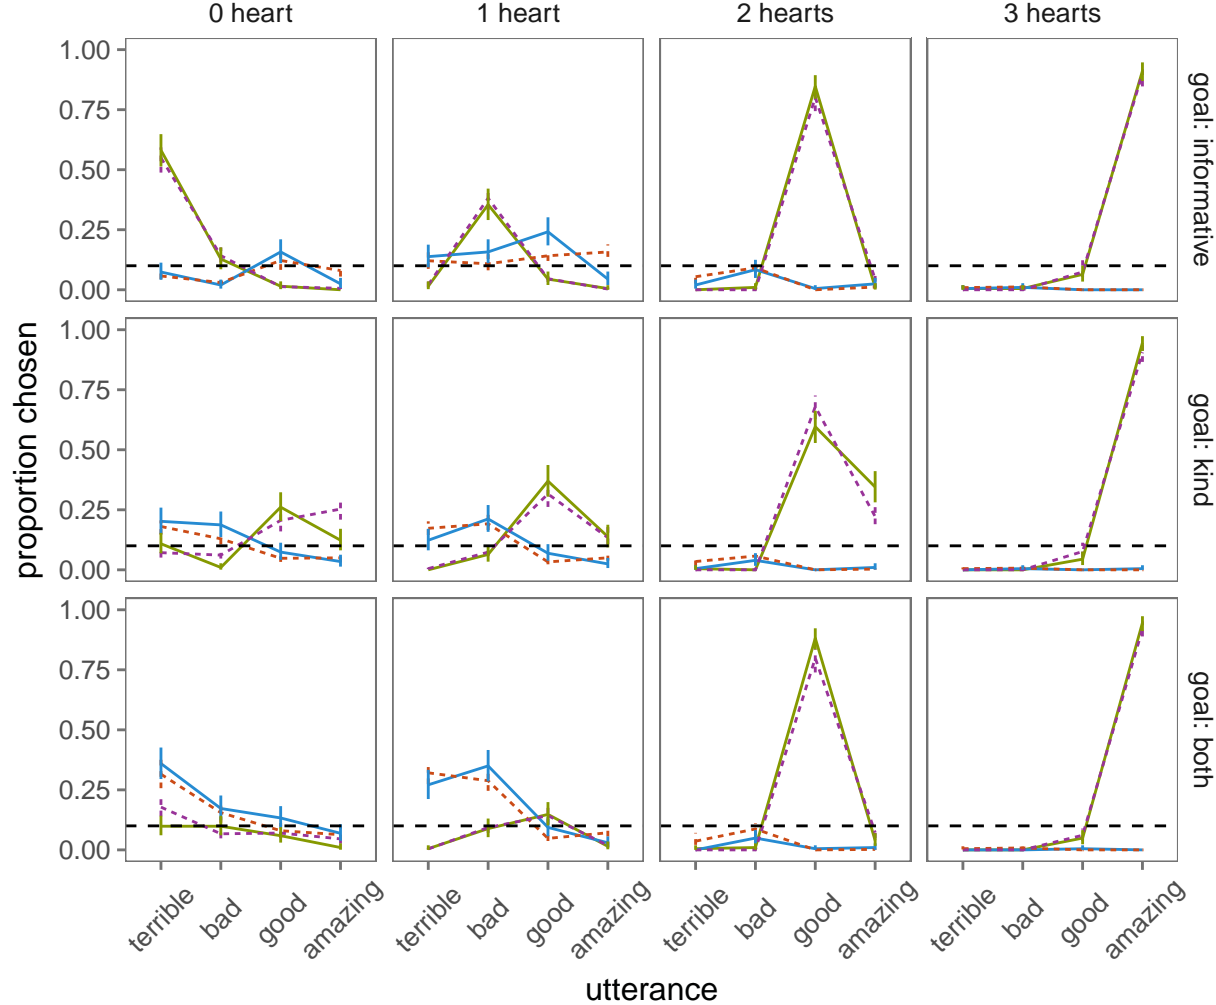 0 heart
1 heart
2 hearts
3 hearts
1.00
0.75
0.50
0.25
0.00
goal: informative
1.00
0.75
0.50
0.25
0.00
goal: kind
1.00
0.75
0.50
0.25
0.00
goal: both
proportion chosen
terrible
bad
good
amazing
terrible
bad
good
amazing
terrible
bad
good
amazing
terrible
bad
good
amazing
utterance